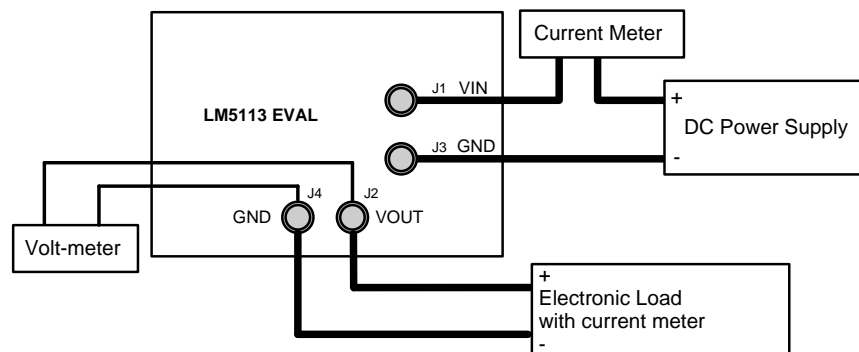 Current Meter
J1 VIN
LM5113 EVAL
+
DC Power Supply
J3 GND
-
J4
J2
GND
VOUT
Volt-meter
+
Electronic Load
with current meter
-